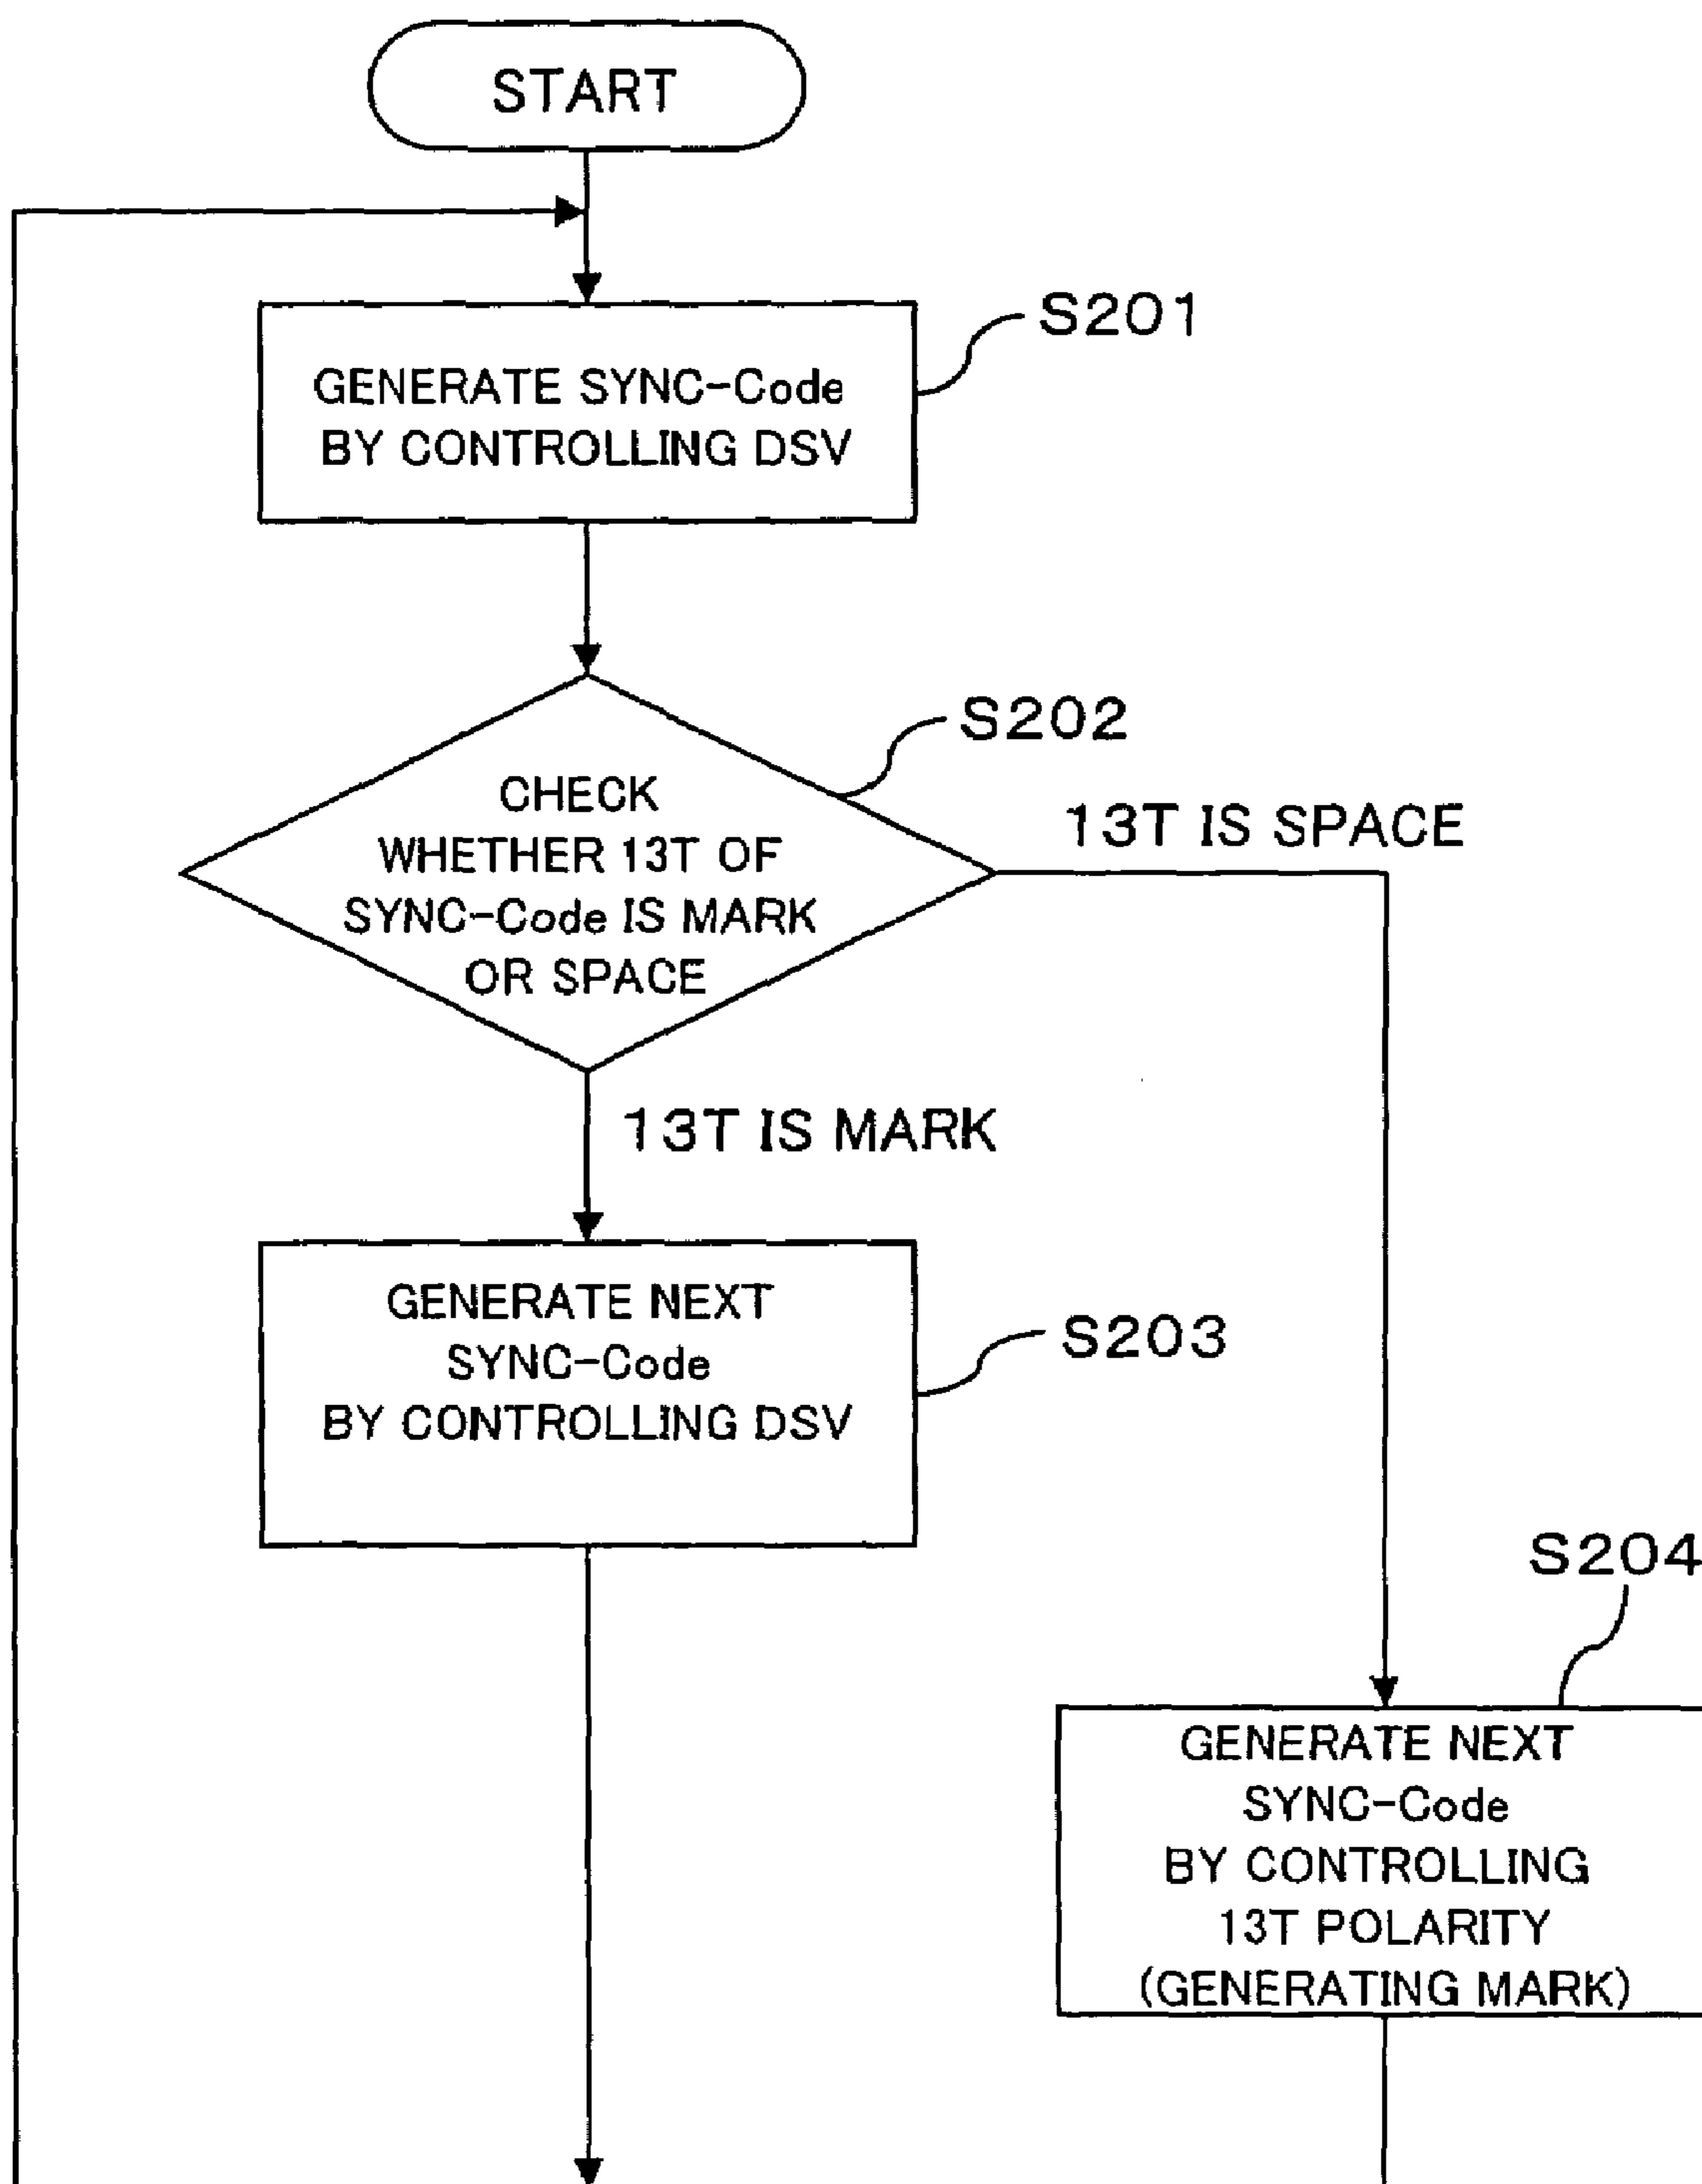 START
S201
GENERATE SYNC-Code
BY CONTROLLING DSV
S202
CHECK
WHETHER 13T OF
SYNC-Code IS MARK
OR SPACE
13T IS SPACE
13T IS MARK
GENERATE NEXT
SYNC-Code
BY CONTROLLING DSV
S203
S204
GENERATE NEXT
SYNC-Code
BY CONTROLLING
13T POLARITY
(GENERATING MARK)